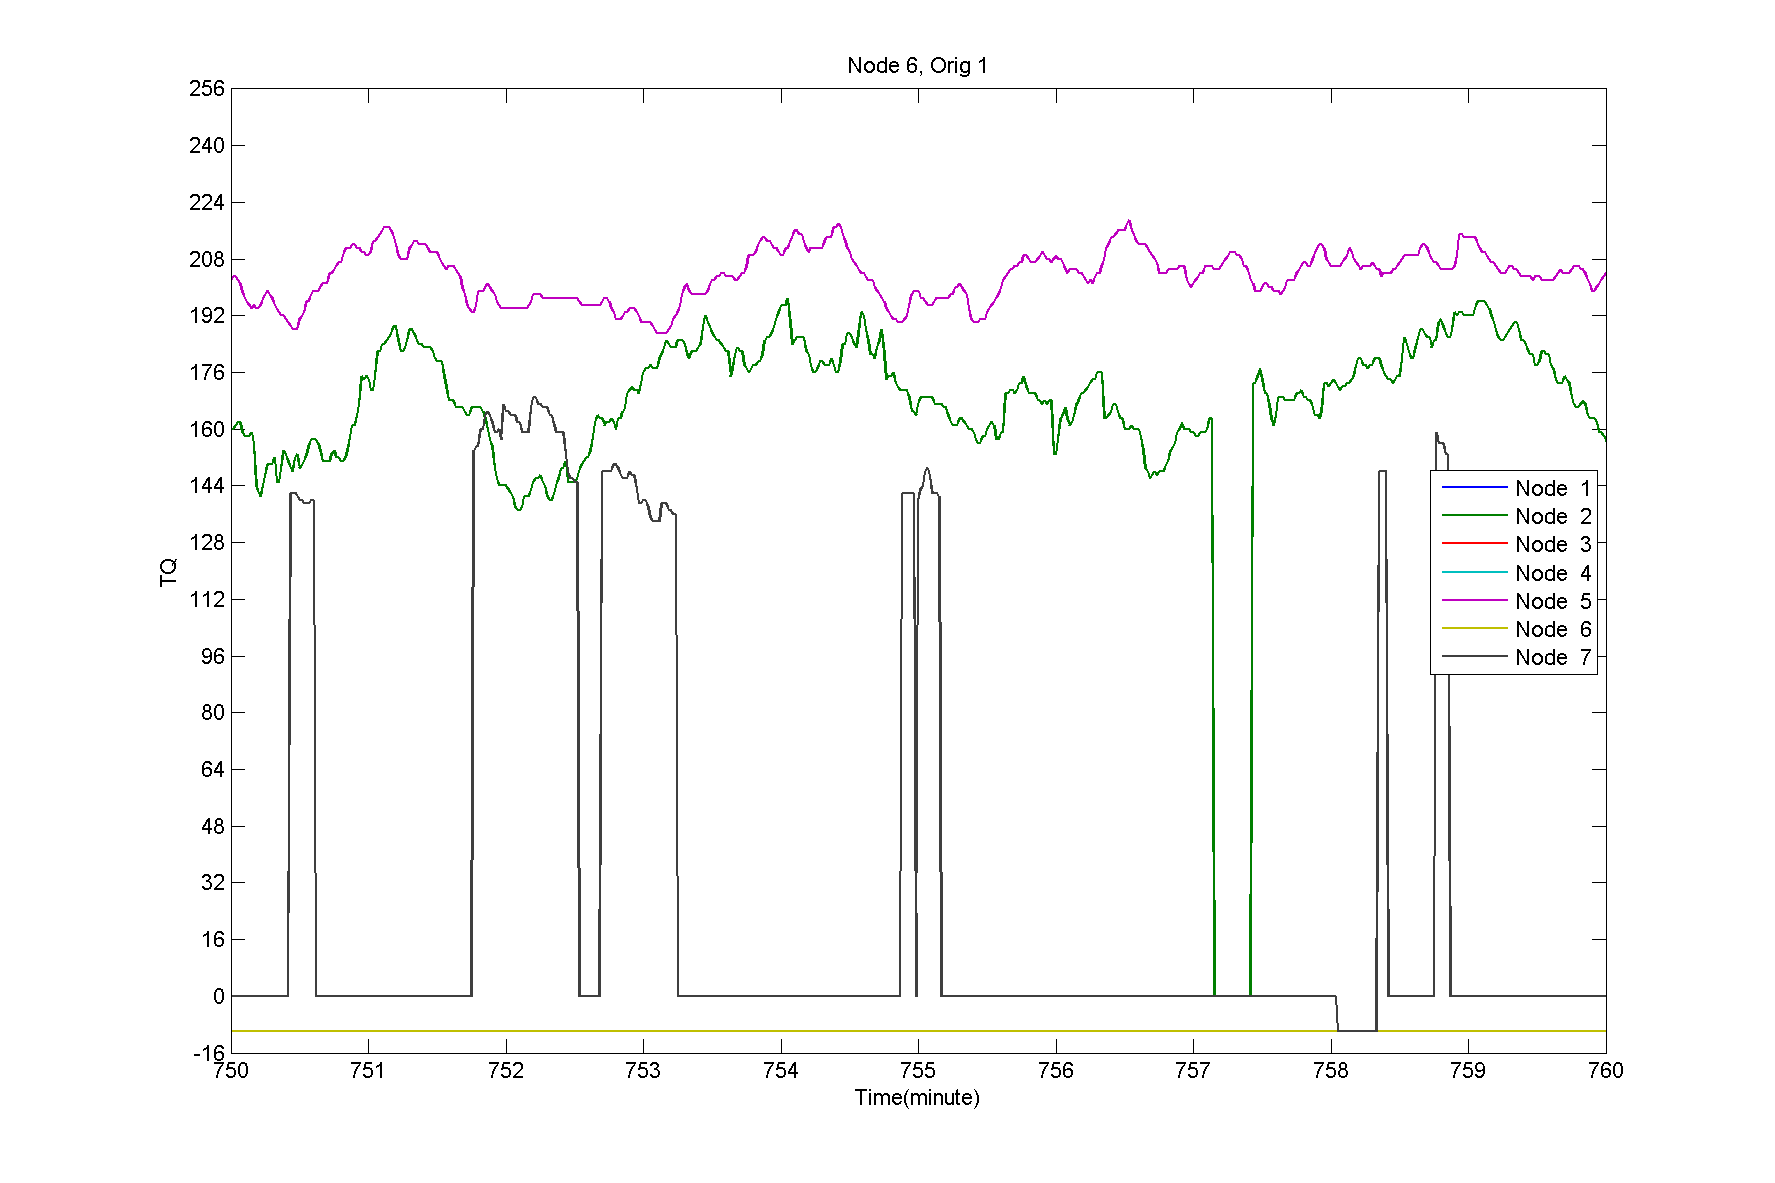 Node 6, Orig 1
256
240
224
208
192
176
160
144
128
112
96
80
64
48
32
16
0
-16
TQ
Node 1
Node 2
Node 3
Node 4
Node 5
Node 6
Node 7
750 751 752 753 754 755 756 757 758 759 760
Time(minute)